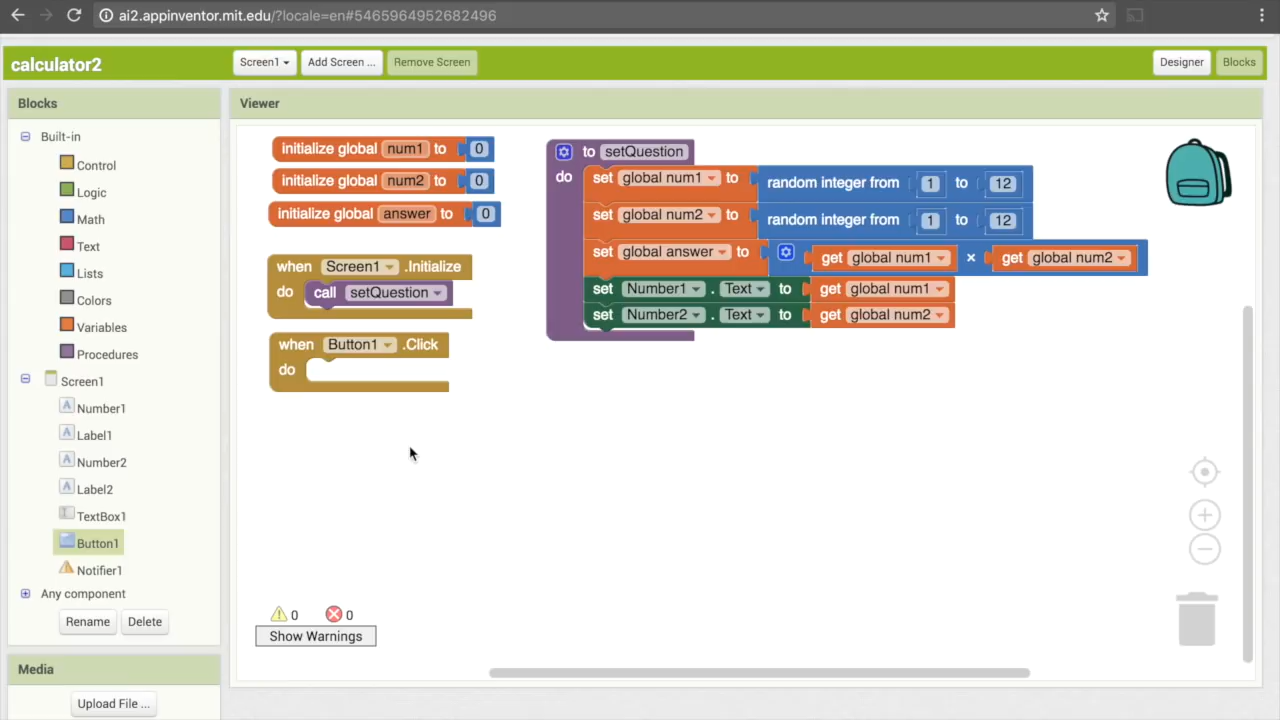 ai2.appinventor.mit.edu/?locale=en#5465964952682496
calculator2
Screen1
Add Screen ...
Remove Screen
Designer
Blocks
Blocks
Built-in
Control
Logic
Math
Text
Lists
Colors
Variables
Procedures
Screen1
Number1
Label1
Number2
Label2
TextBox1
Button1
Notifier1
Any component
Rename Delete
Media
Upload File ...
Viewer
initialize global num1 to 0
initialize global num2 to 0
initialize global answer to 0
when Screen1 .Initialize
do call setQuestion
when Button1 .Click
do
to setQuestion
do set global num1 to random integer from 1 to 12
set global num2 to random integer from 1 to 12
set global answer to get global num1 × get global num2
set Number1 . Text to get global num1
set Number2 . Text to get global num2
0 0
Show Warnings